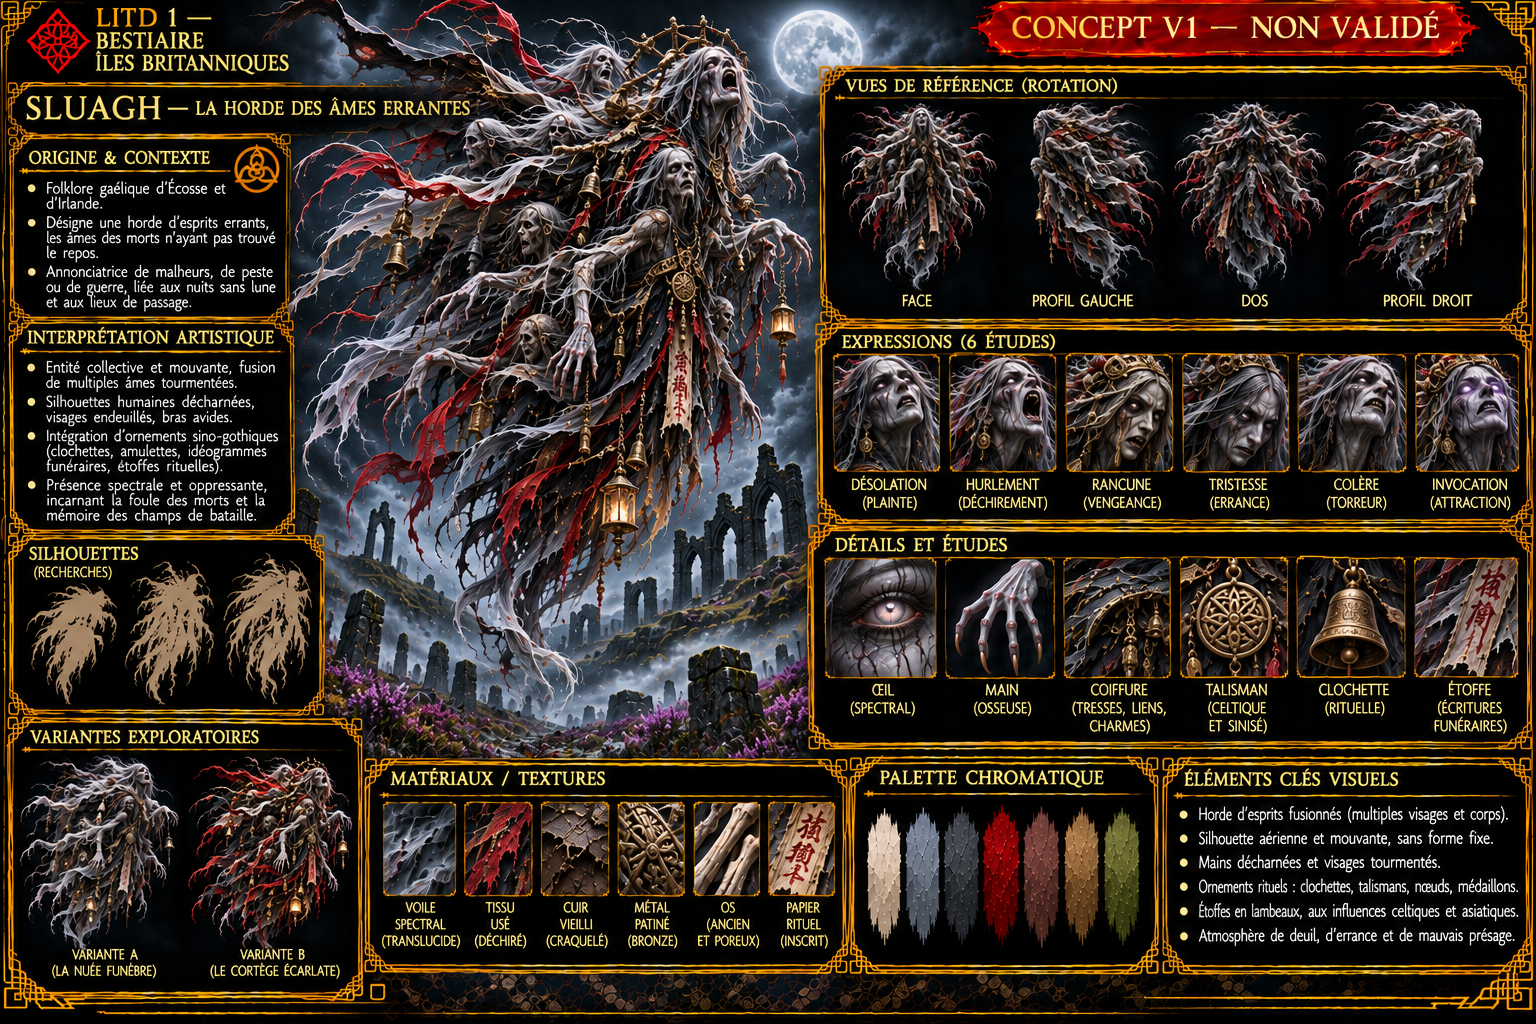 LITD 1 —
BESTIAIRE
ÎLES BRITANNIQUES
CONCEPT V1 — NON VALIDÉ
SLUAGH — LA HORDE DES ÂMES ERRANTES
ORIGINE & CONTEXTE
Folklore gaélique d'Écosse et
d'Irlande.
Désigne une horde d'esprits errants,
les âmes des morts n'ayant pas trouvé
le repos.
Annonciatrice de malheurs, de peste
ou de guerre, liée aux nuits sans lune
et aux lieux de passage.
INTERPRÉTATION ARTISTIQUE
Entité collective et mouvante, fusion
de multiples âmes tourmentées.
Silhouettes humaines décharnées,
visages endeuillés, bras avides.
Intégration d'ornements sino-gothiques
(clochettes, amulettes, idéogrammes
funéraires, étoffes rituelles).
Présence spectrale et oppressante,
incarnant la foule des morts et la
mémoire des champs de bataille.
SILHOUETTES
(RECHERCHES)
VARIANTES EXPLORATOIRES
VARIANTE A
(LA NUÉE FUNÈBRE)
VARIANTE B
(LE CORTÈGE ÉCARLATE)
VUES DE RÉFÉRENCE (ROTATION)
FACE
PROFIL GAUCHE
DOS
PROFIL DROIT
EXPRESSIONS (6 ÉTUDES)
DÉSOLATION
(PLAINTE)
HURLEMENT
(DÉCHIREMENT)
RANCUNE
(VENGEANCE)
TRISTESSE
(ERRANCE)
COLÈRE
(TORREUR)
INVOCATION
(ATTRACTION)
DÉTAILS ET ÉTUDES
ŒIL
(SPECTRAL)
MAIN
(OSSEUSE)
COIFFURE
(TRESSES, LIENS,
CHARMES)
TALISMAN
(CELTIQUE
ET SINISÉ)
CLOCHETTE
(RITUELLE)
ÉTOFFE
(ÉCRITURES
FUNÉRAIRES)
MATÉRIAUX / TEXTURES
VOILE
SPECTRAL
(TRANSLUCIDE)
TISSU
USÉ
(DÉCHIRÉ)
CUIR
VIEILLI
(CRAQUELÉ)
MÉTAL
PATINÉ
(BRONZE)
OS
(ANCIEN
ET POREUX)
PAPIER
RITUEL
(INSCRIT)
PALETTE CHROMATIQUE
ÉLÉMENTS CLÉS VISUELS
Horde d'esprits fusionnés (multiples visages et corps).
Silhouette aérienne et mouvante, sans forme fixe.
Mains décharnées et visages tourmentés.
Ornements rituels : clochettes, talismans, nœuds, médaillons.
Étoffes en lambeaux, aux influences celtiques et asiatiques.
Atmosphère de deuil, d'errance et de mauvais présage.